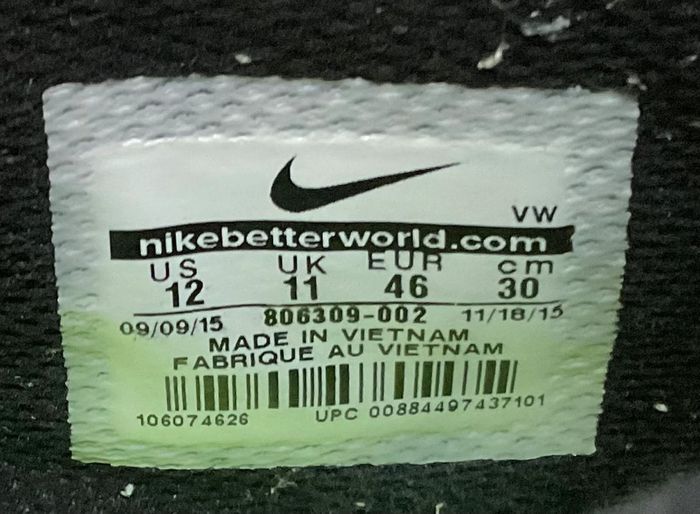 VW
nikebetterworld.com
US UK EUR cm
12 11 46 30
09/09/15 806309-002 11/18/15
MADE IN VIETNAM
FABRIQUE AU VIETNAM
106074626 UPC 00884497437101